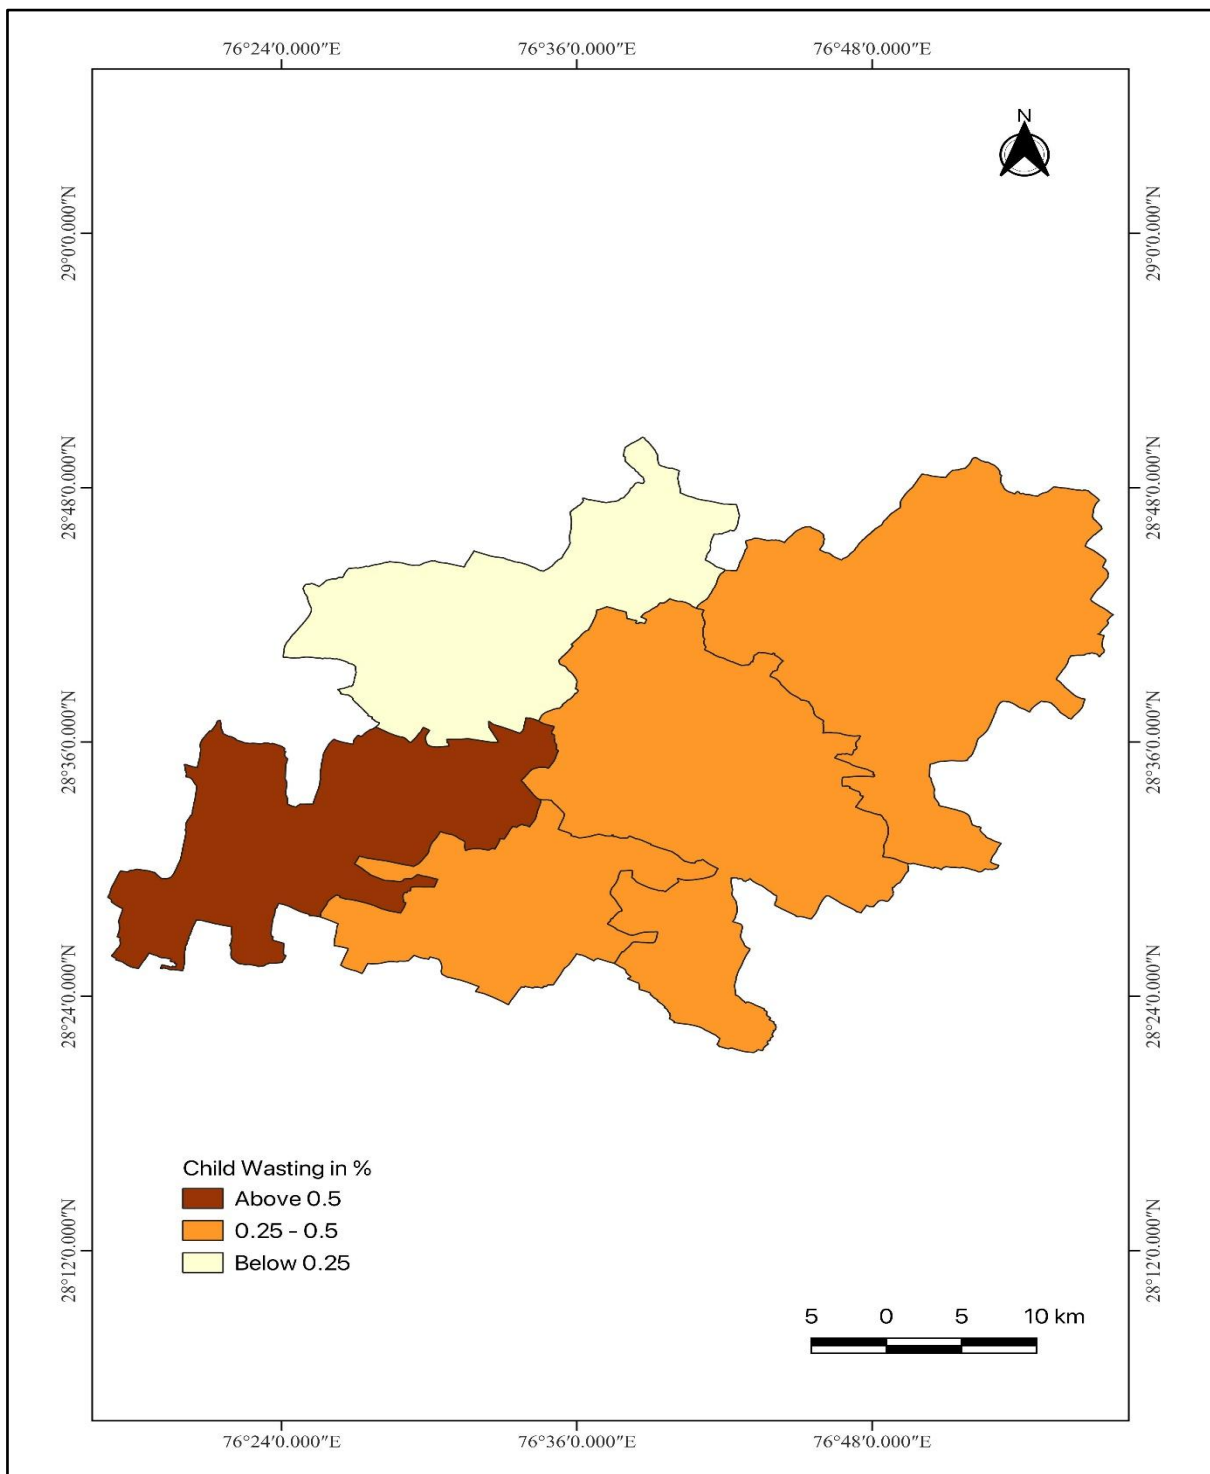 76°24'0.000"E 76°36'0.000"E 76°48'0.000"E
N
29°0'0.000"N 29°0'0.000"N
28°48'0.000"N 28°48'0.000"N
28°36'0.000"N 28°36'0.000"N
28°24'0.000"N 28°24'0.000"N
Child Wasting in %
Above 0.5
0.25 - 0.5
Below 0.25
28°12'0.000"N 28°12'0.000"N
5 0 5 10 km
76°24'0.000"E 76°36'0.000"E 76°48'0.000"E